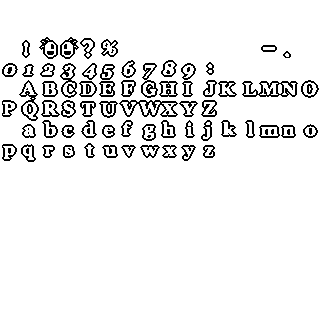 ! ? % - .
0 1 2 3 4 5 6 7 8 9 :
A B C D E F G H I J K L M N O
P Q R S T U V W X Y Z
a b c d e f g h i j k l m n o
p q r s t u v w x y z